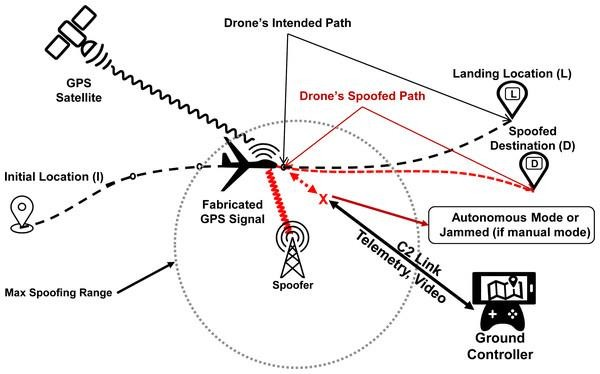 Drone's Intended Path
GPS
Satellite
Landing Location (L)
L
Drone's Spoofed Path
Spoofed
Destination (D)
D
Initial Location (I)
Fabricated
GPS Signal
X
Autonomous Mode or
Jammed (if manual mode)
C2 Link
Telemetry, Video
Spoofer
Max Spoofing Range
Ground
Controller